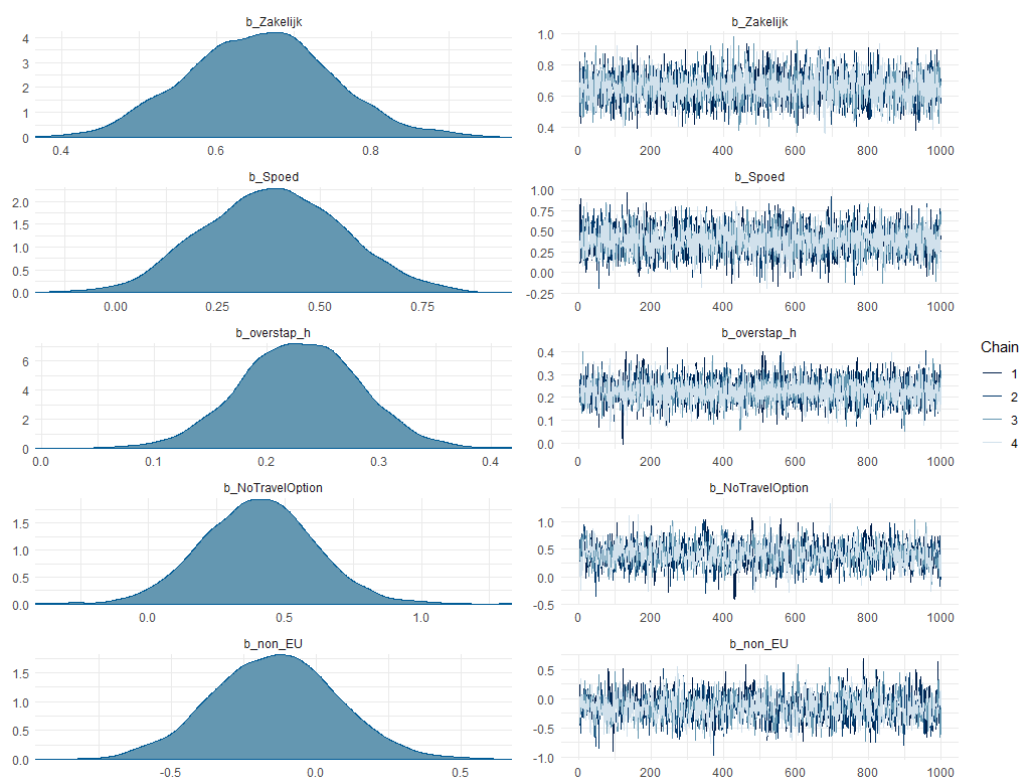 b_Zakelijk
4
3
2
1
0
0.4 0.6 0.8
b_Zakelijk
1.0
0.8
0.6
0.4
0 200 400 600 800 1000
b_Spoed
2.0
1.5
1.0
0.5
0.0
0.00 0.25 0.50 0.75
b_Spoed
1.00
0.75
0.50
0.25
0.00
-0.25
0 200 400 600 800 1000
b_overstap_h
6
4
2
0
0.0 0.1 0.2 0.3 0.4
b_overstap_h
0.4
0.3
0.2
0.1
0.0
0 200 400 600 800 1000
b_NoTravelOption
1.5
1.0
0.5
0.0
0.0 0.5 1.0
b_NoTravelOption
1.0
0.5
0.0
-0.5
0 200 400 600 800 1000
b_non_EU
1.5
1.0
0.5
0.0
-0.5 0.0 0.5
b_non_EU
0.5
0.0
-0.5
-1.0
0 200 400 600 800 1000
Chain
1
2
3
4